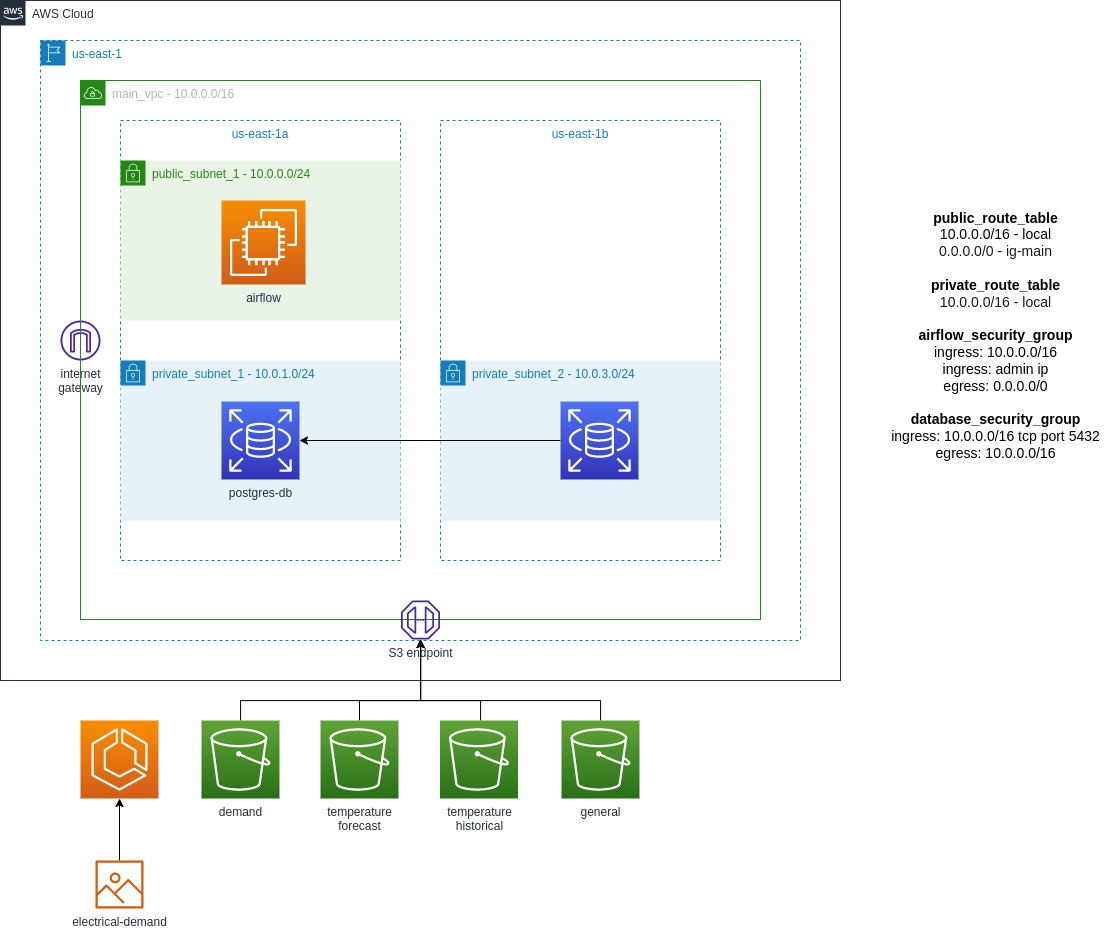 aws
AWS Cloud
us-east-1
main_vpc - 10.0.0.0/16
us-east-1a
us-east-1b
public_subnet_1 - 10.0.0.0/24
airflow
internet
gateway
private_subnet_1 - 10.0.1.0/24
private_subnet_2 - 10.0.3.0/24
postgres-db
S3 endpoint
demand
temperature
forecast
temperature
historical
general
electrical-demand
public_route_table
10.0.0.0/16 - local
0.0.0.0/0 - ig-main
private_route_table
10.0.0.0/16 - local
airflow_security_group
ingress: 10.0.0.0/16
ingress: admin ip
egress: 0.0.0.0/0
database_security_group
ingress: 10.0.0.0/16 tcp port 5432
egress: 10.0.0.0/16